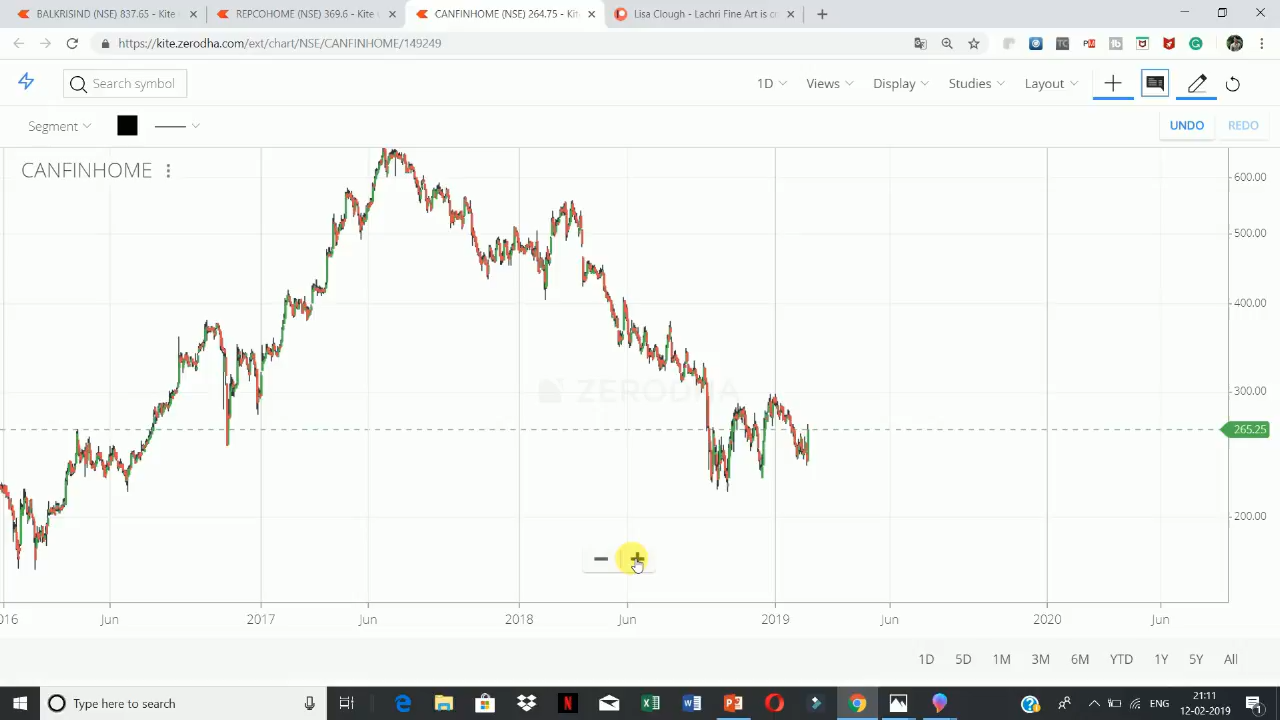 BALKRISIND (NSE) 837.65 - Kite
REPCOHOME (NSE) 369.6 - Kite
CANFINHOME (NSE) 264.75 - Kit
Lisa Clough - Lachri Fine Art is cr
https://kite.zerodha.com/ext/chart/NSE/CANFINHOME/149249
Search symbol
1D
Views
Display
Studies
Layout
Segment
UNDO
REDO
CANFINHOME
600.00
500.00
400.00
300.00
265.25
200.00
ZERODHA
2016
Jun
2017
Jun
2018
Jun
2019
Jun
2020
Jun
1D 5D 1M 3M 6M YTD 1Y 5Y All
Type here to search
ENG
21:11
12-02-2019